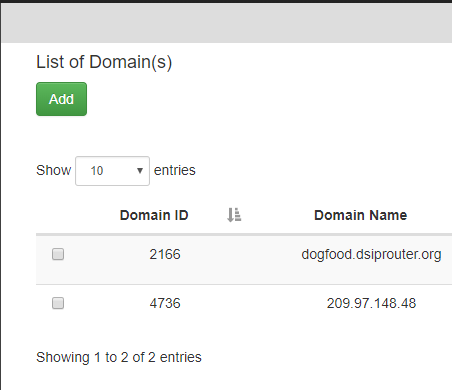 List of Domain(s)
Add
Show 10 entries
Domain ID Domain Name
2166 dogfood.dsiprouter.org
4736 209.97.148.48
Showing 1 to 2 of 2 entries